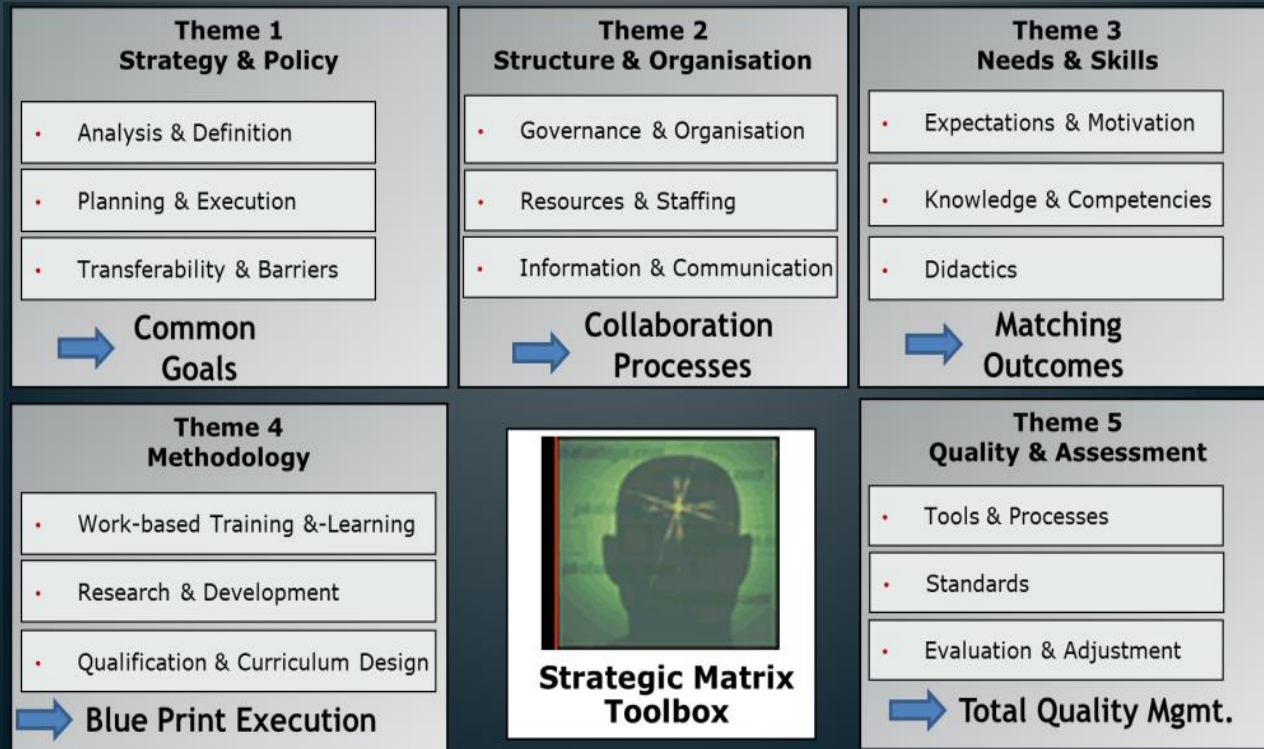 Theme 1
Strategy & Policy
• Analysis & Definition
• Planning & Execution
• Transferability & Barriers
Common
Goals
Theme 2
Structure & Organisation
• Governance & Organisation
• Resources & Staffing
• Information & Communication
Collaboration
Processes
Theme 3
Needs & Skills
• Expectations & Motivation
• Knowledge & Competencies
• Didactics
Matching
Outcomes
Theme 4
Methodology
• Work-based Training &-Learning
• Research & Development
• Qualification & Curriculum Design
Blue Print Execution
Strategic Matrix
Toolbox
Theme 5
Quality & Assessment
• Tools & Processes
• Standards
• Evaluation & Adjustment
Total Quality Mgmt.